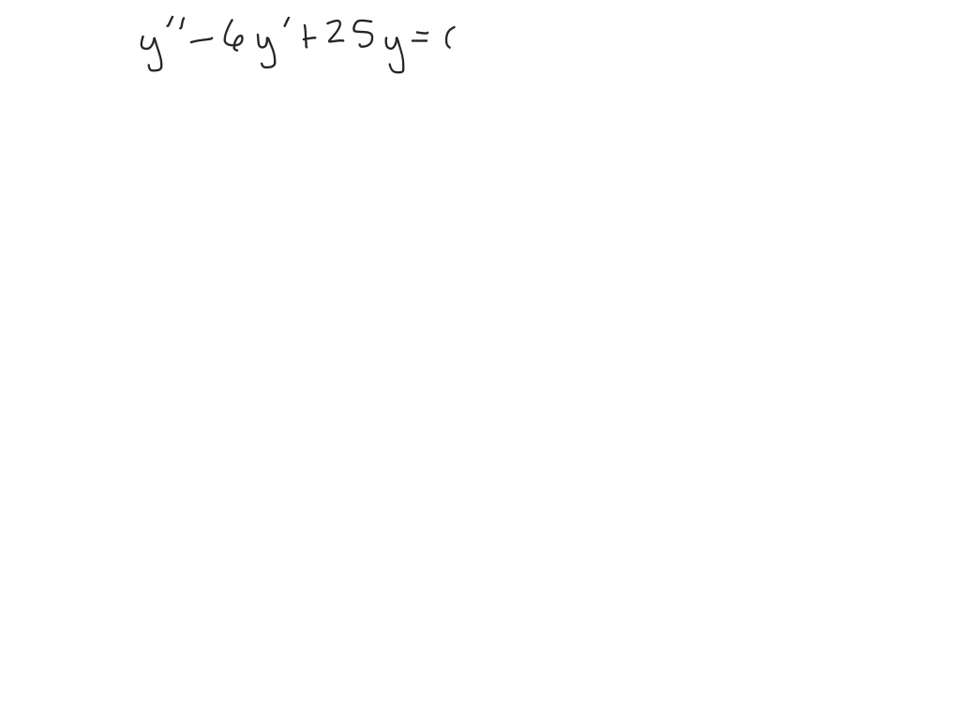 y'' - 6y' + 25y = (